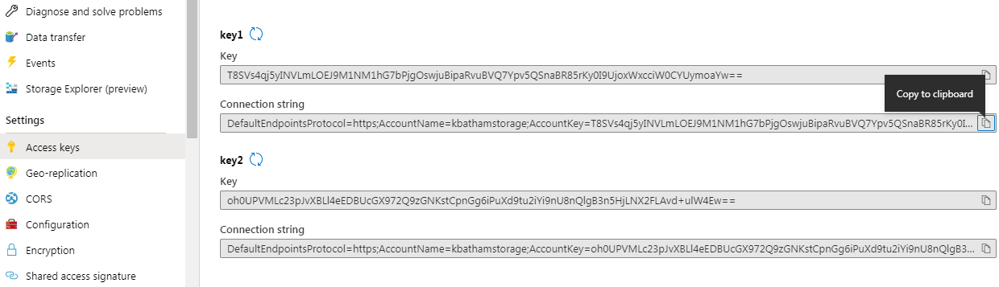 Diagnose and solve problems
Data transfer
Events
Storage Explorer (preview)
Settings
Access keys
Geo-replication
CORS
Configuration
Encryption
Shared access signature
key1
Key
T8SVs4qj5yINVLmLOEJ9M1NM1hG7bPjgOswjuBipaRvuBVQ7Ypv5QSnaBR85rKy0I9UjoxWxcciW0CYUymoaYw==
Copy to clipboard
Connection string
DefaultEndpointsProtocol=https;AccountName=kbathamstorage;AccountKey=T8SVs4qj5yINVLmLOEJ9M1NM1hG7bPjgOswjuBipaRvuBVQ7Ypv5QSnaBR85rKy0I...
key2
Key
oh0UPVMLc23pJvXBLl4eEDBUcGX972Q9zGNKstCpnGg6iPuXd9tu2iYi9nU8nQlgB3n5HjLNX2FLAvd+ulW4Ew==
Connection string
DefaultEndpointsProtocol=https;AccountName=kbathamstorage;AccountKey=oh0UPVMLc23pJvXBLl4eEDBUcGX972Q9zGNKstCpnGg6iPuXd9tu2iYi9nU8nQlgB3...